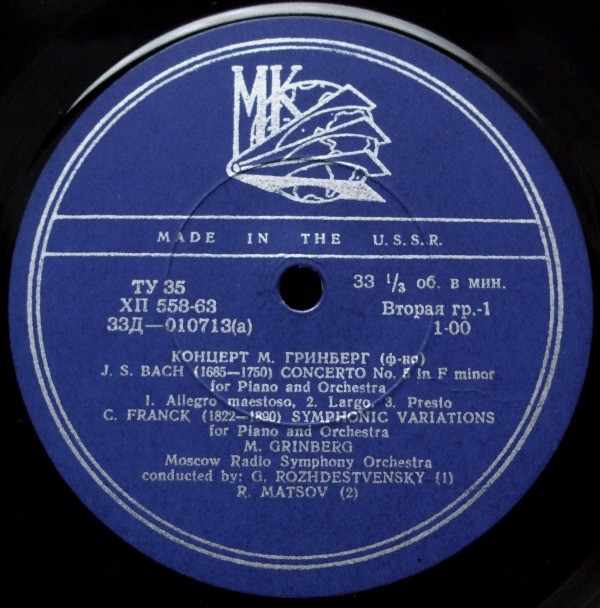 МК
MADE IN THE U.S.S.R.
ТУ 35
ХП 558-63
33Д—010713(а)
33 1/3 об. в мин.
Вторая гр.-1
1-00
КОНЦЕРТ М. ГРИНБЕРГ (ф-но)
J. S. BACH (1685—1750) CONCERTO No. 5 in F minor
for Piano and Orchestra
1. Allegro maestoso, 2. Largo, 3. Presto
C. FRANCK (1822—1890) SYMPHONIC VARIATIONS
for Piano and Orchestra
M. GRINBERG
Moscow Radio Symphony Orchestra
conducted by: G. ROZHDESTVENSKY (1)
R. MATSOV (2)